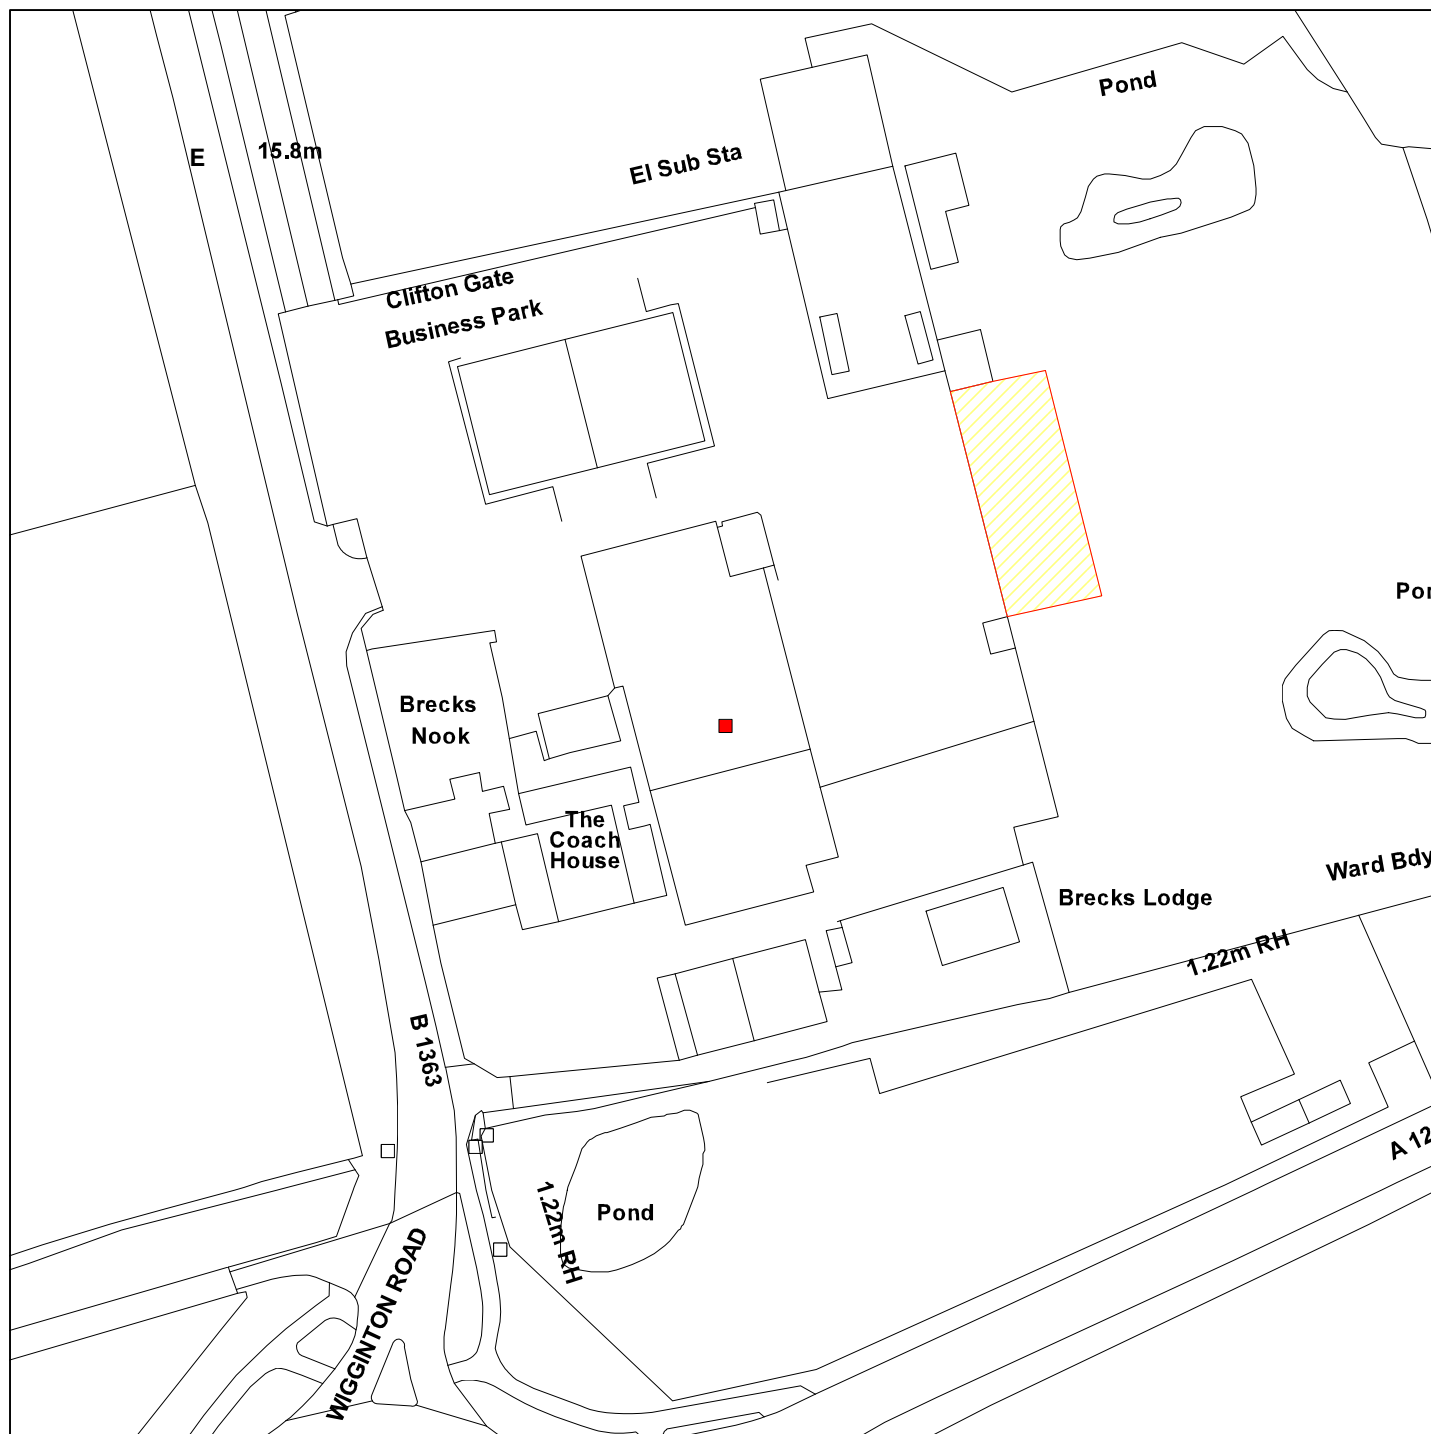 Pond
E
15.8m
El Sub Sta
Clifton Gate
Business Park
Brecks
Nook
The
Coach
House
Brecks Lodge
Ward Bdy
1.22m RH
B 1363
1.22m RH
Pond
WIGGINTON ROAD
A 12